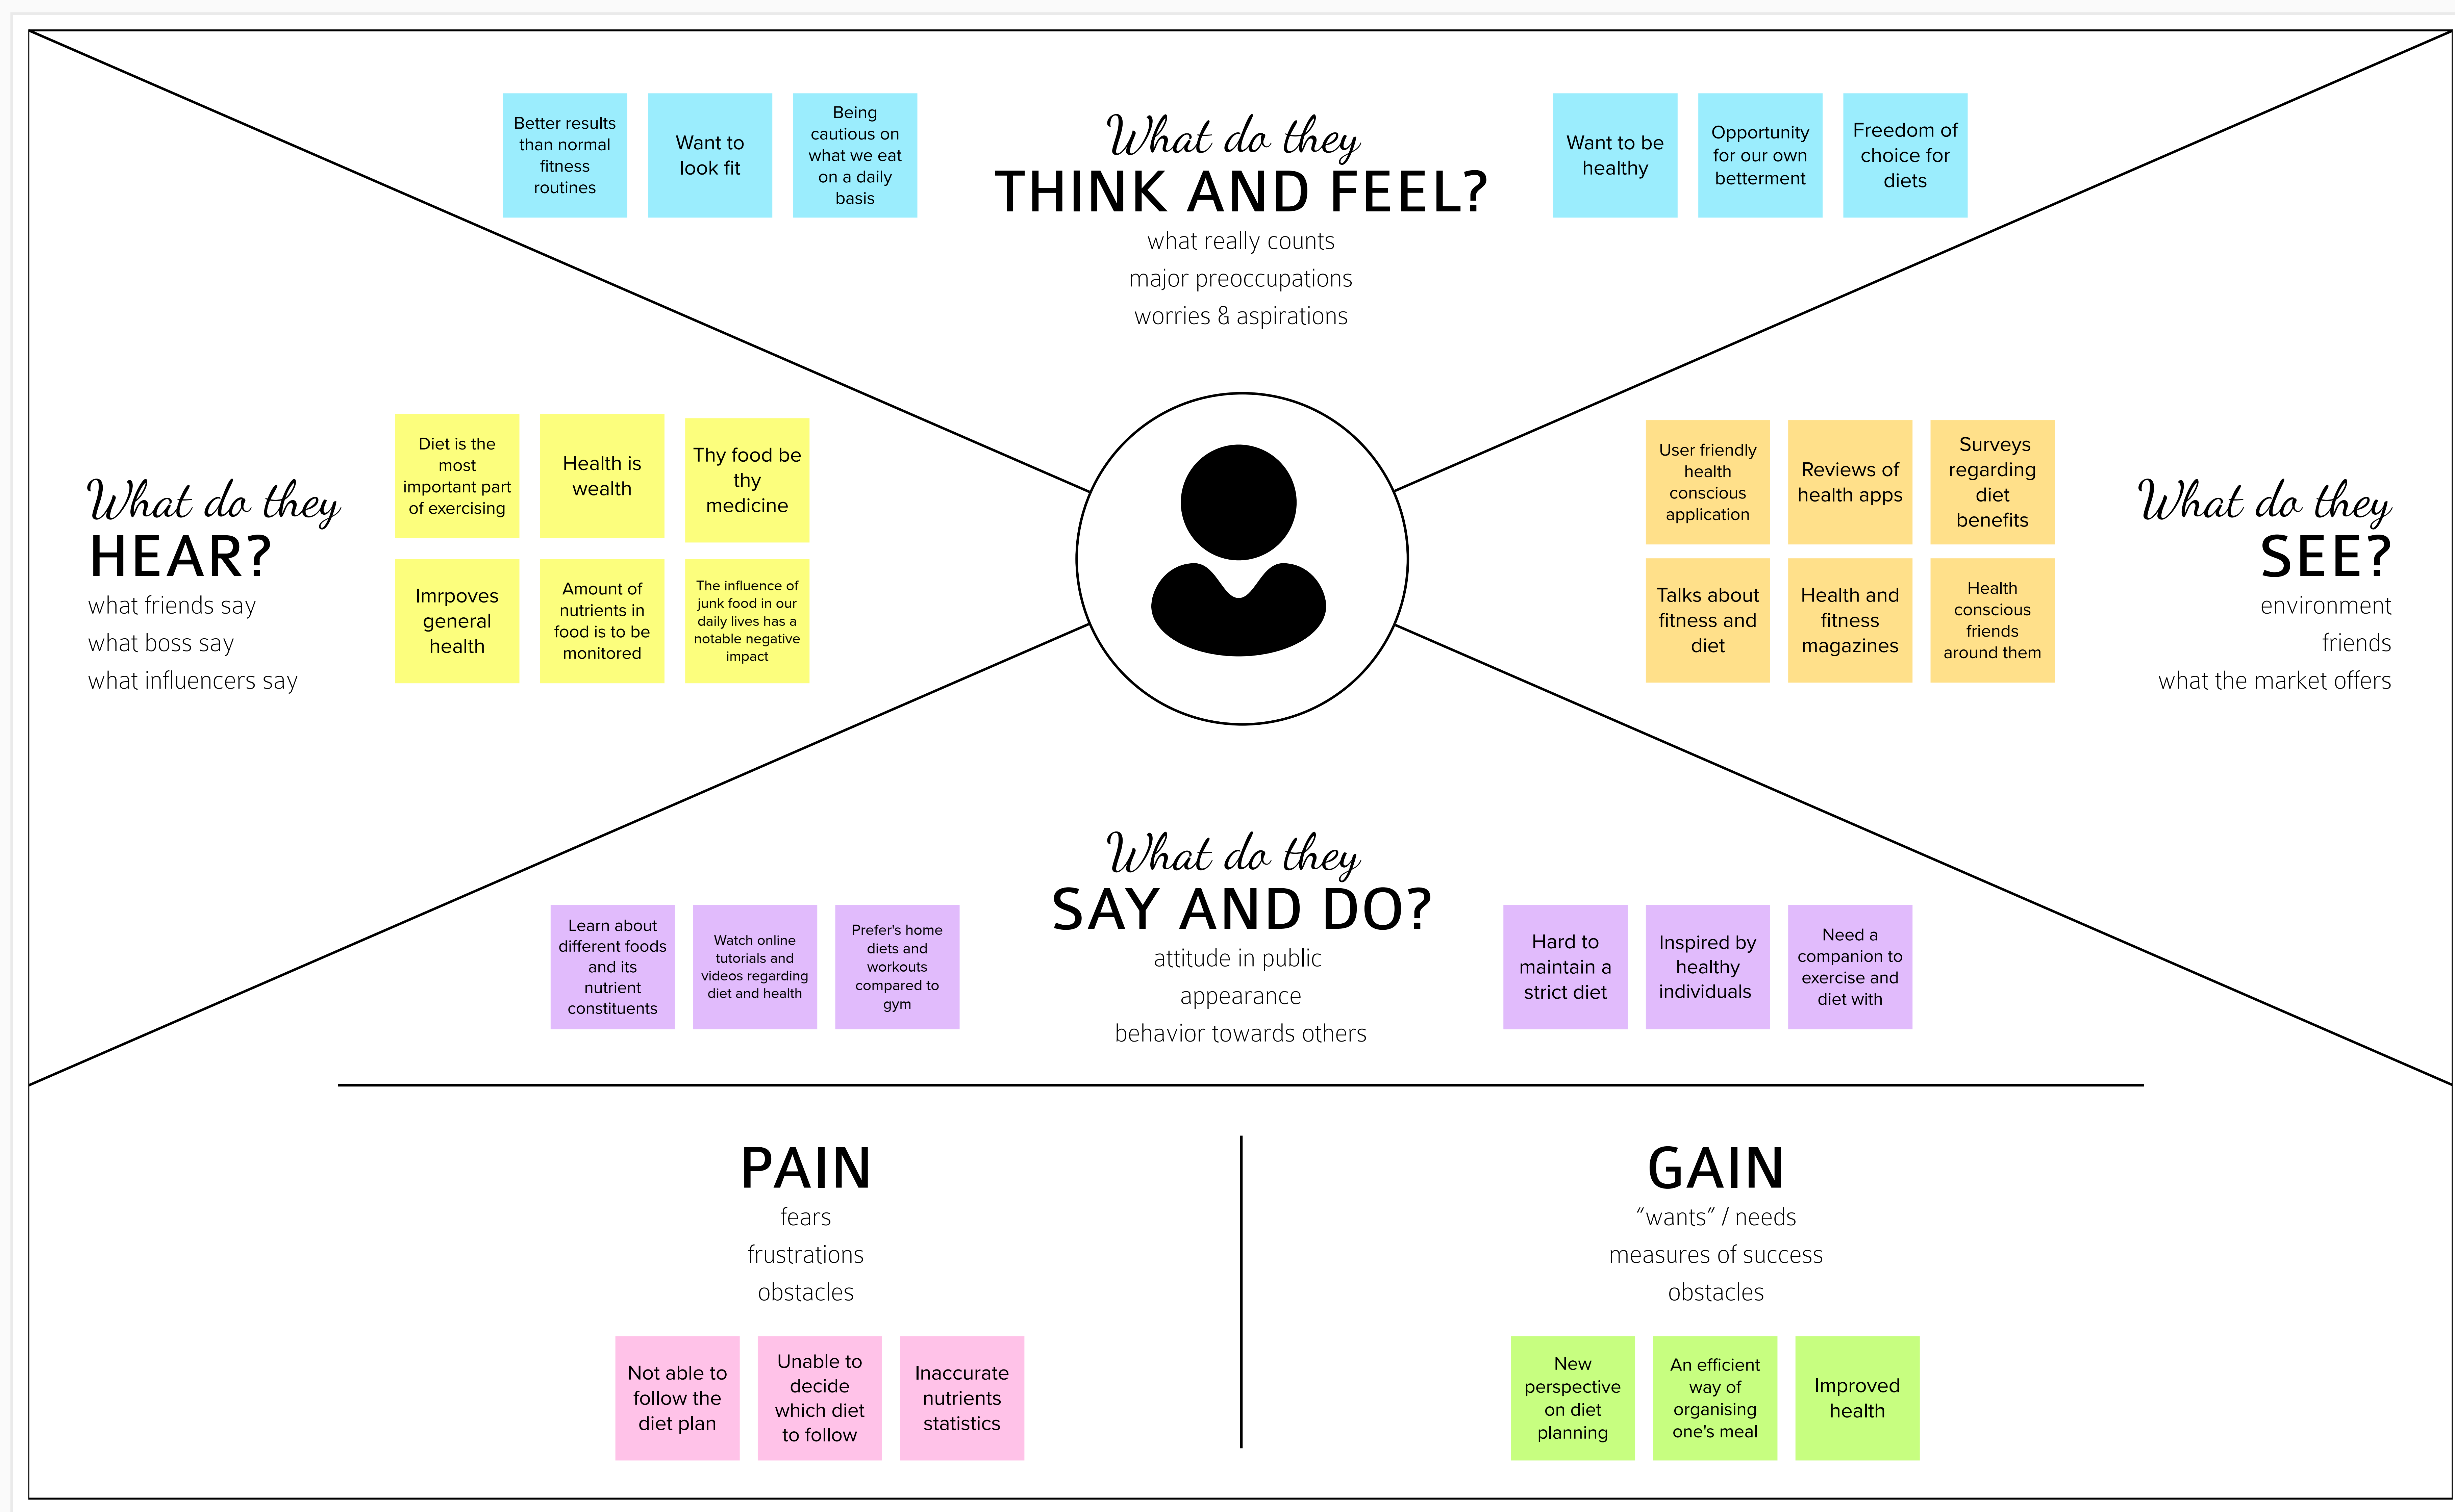 Better results
than normal
fitness
routines
Want to
look fit
Being
cautious on
what we eat
on a daily
basis
What do they
THINK AND FEEL?
what really counts
major preoccupations
worries & aspirations
Want to be
healthy
Opportunity
for our own
betterment
Freedom of
choice for
diets
What do they
HEAR?
what friends say
what boss say
what influencers say
Diet is the
most
important part
of exercising
Health is
wealth
Thy food be
thy
medicine
Imrpoves
general
health
Amount of
nutrients in
food is to be
monitored
The influence of
junk food in our
daily lives has a
notable negative
impact
User friendly
health
conscious
application
Reviews of
health apps
Surveys
regarding
diet
benefits
Talks about
fitness and
diet
Health and
fitness
magazines
Health
conscious
friends
around them
What do they
SEE?
environment
friends
what the market offers
Learn about
different foods
and its
nutrient
constituents
Watch online
tutorials and
videos regarding
diet and health
Prefer's home
diets and
workouts
compared to
gym
What do they
SAY AND DO?
attitude in public
appearance
behavior towards others
Hard to
maintain a
strict diet
Inspired by
healthy
individuals
Need a
companion to
exercise and
diet with
PAIN
fears
frustrations
obstacles
Not able to
follow the
diet plan
Unable to
decide
which diet
to follow
Inaccurate
nutrients
statistics
GAIN
“wants” / needs
measures of success
obstacles
New
perspective
on diet
planning
An efficient
way of
organising
one's meal
Improved
health